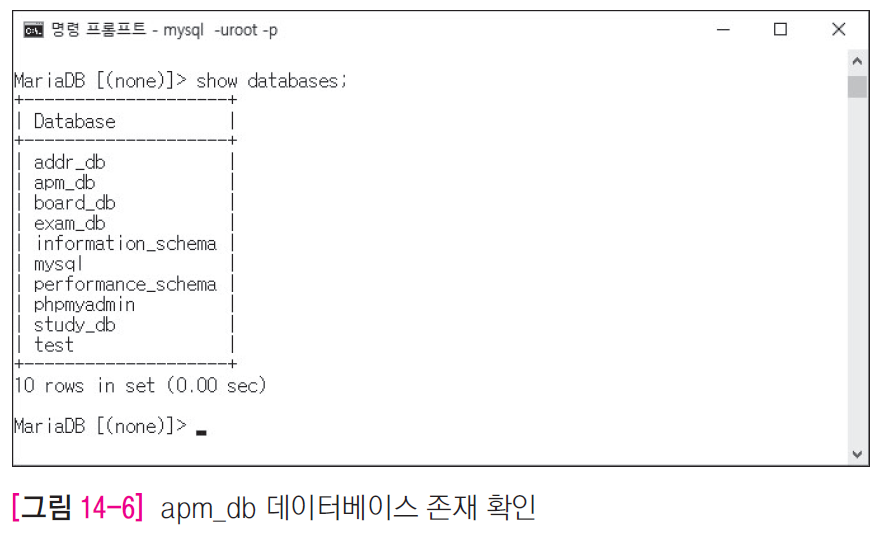 명령 프롬프트 - mysql -uroot -p
MariaDB [(none)]> show databases;
+--------------------+
| Database           |
+--------------------+
| addr_db            |
| apm_db             |
| board_db           |
| exam_db            |
| information_schema |
| mysql              |
| performance_schema |
| phpmyadmin         |
| study_db           |
| test               |
+--------------------+
10 rows in set (0.00 sec)
MariaDB [(none)]> _
[그림 14-6] apm_db 데이터베이스 존재 확인